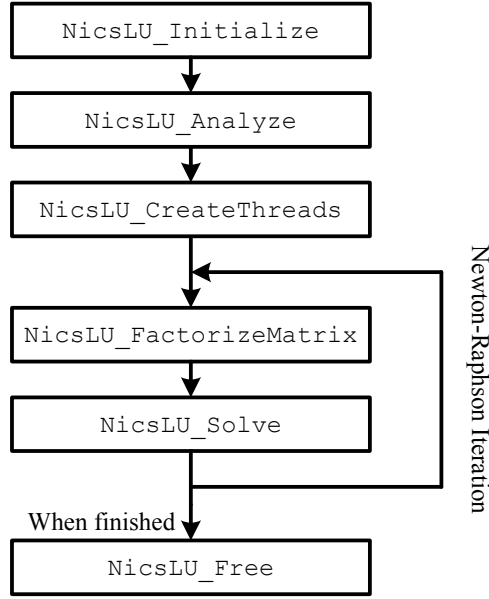 NicsLU_Initialize
NicsLU_Analyze
NicsLU_CreateThreads
Newton-Raphson Iteration
NicsLU_FactorizeMatrix
NicsLU_Solve
When finished
NicsLU_Free